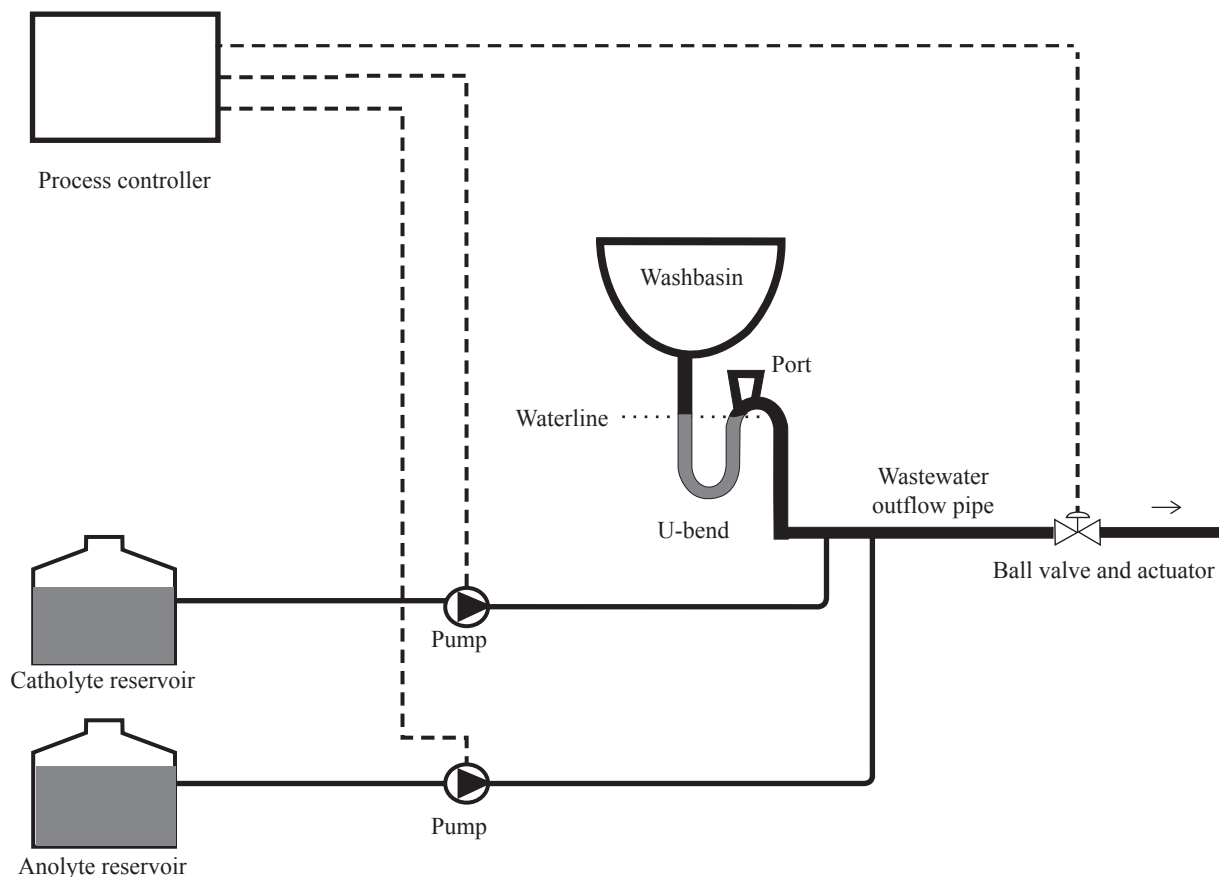 Process controller
Washbasin
Port
Waterline
Wastewater
outflow pipe
U-bend
Ball valve and actuator
Pump
Catholyte reservoir
Pump
Anolyte reservoir